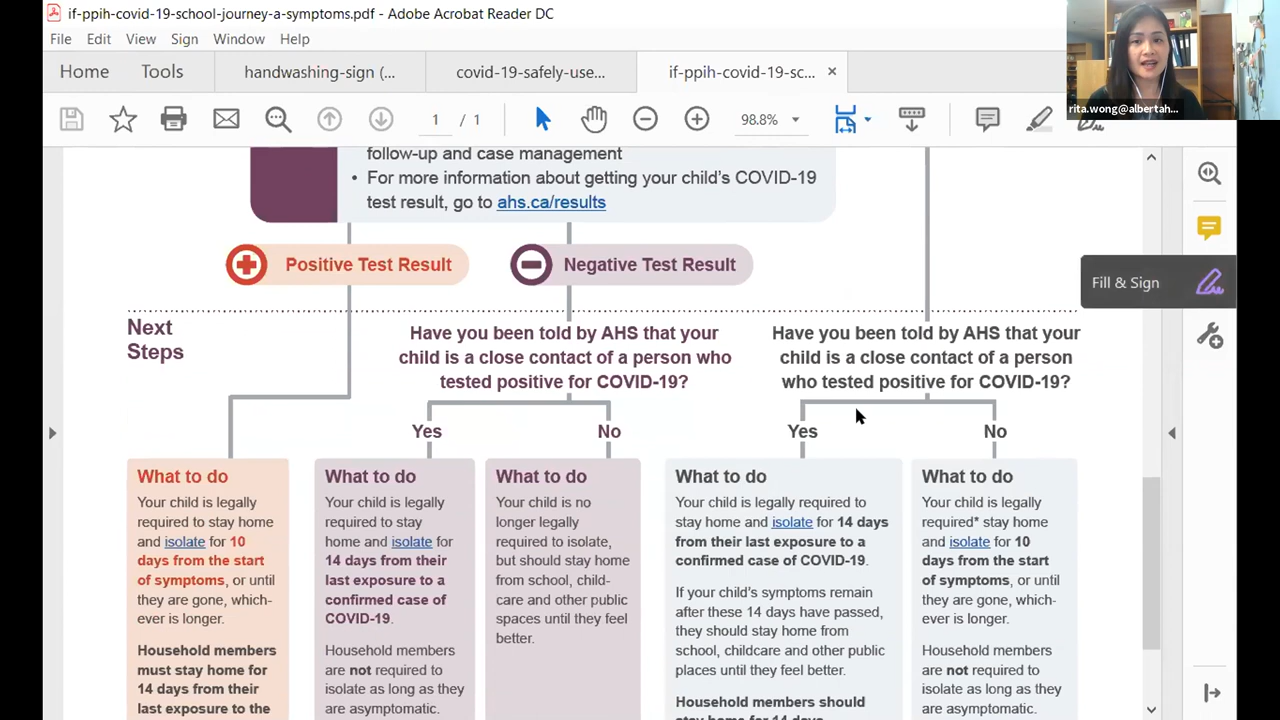 if-ppih-covid-19-school-journey-a-symptoms.pdf - Adobe Acrobat Reader DC
File Edit View Sign Window Help
Home Tools handwashing-sign (... covid-19-safely-use... if-ppih-covid-19-sc... ×
1 / 1 98.8%
rita.wong@albertah...
follow-up and case management
• For more information about getting your child's COVID-19
test result, go to ahs.ca/results
Positive Test Result
Negative Test Result
Fill & Sign
Next
Steps
Have you been told by AHS that your
child is a close contact of a person who
tested positive for COVID-19?
Have you been told by AHS that your
child is a close contact of a person
who tested positive for COVID-19?
Yes No
Yes No
What to do
Your child is legally
required to stay home
and isolate for 10
days from the start
of symptoms, or until
they are gone, which-
ever is longer.
Household members
must stay home for
14 days from their
last exposure to the
What to do
Your child is legally
required to stay
home and isolate for
14 days from their
last exposure to a
confirmed case of
COVID-19.
Household members
are not required to
isolate as long as they
are asymptomatic.
What to do
Your child is no
longer legally
required to isolate,
but should stay home
from school, child-
care and other public
spaces until they feel
better.
What to do
Your child is legally required to
stay home and isolate for 14 days
from their last exposure to a
confirmed case of COVID-19.
If your child's symptoms remain
after these 14 days have passed,
they should stay home from
school, childcare and other public
places until they feel better.
Household members should
stay home for 14 days
What to do
Your child is legally
required* stay home
and isolate for 10
days from the start
of symptoms, or until
they are gone, which-
ever is longer.
Household members
are not required to
isolate as long as they
are asymptomatic.